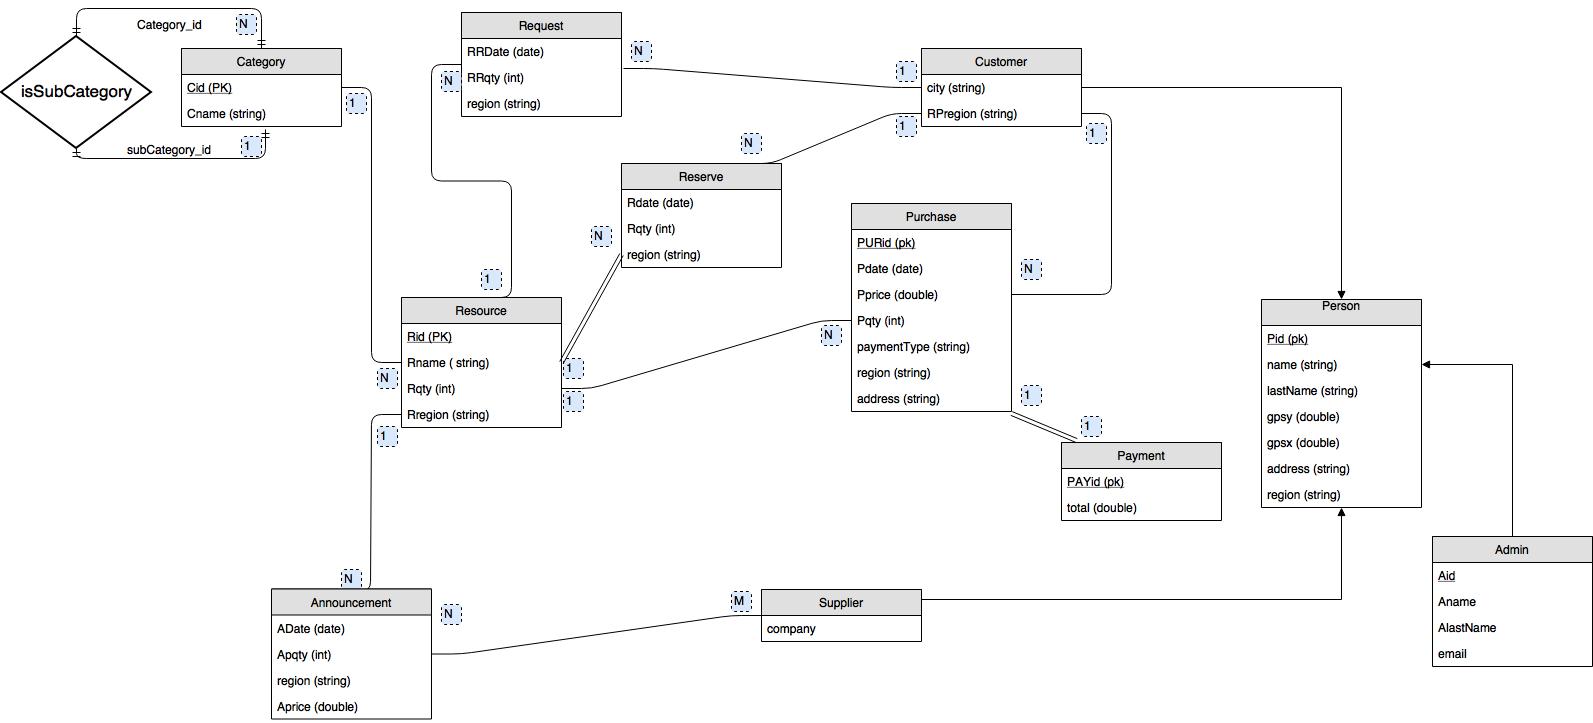 Category_id
N
isSubCategory
Category
Cid (PK)
Cname (string)
1
subCategory_id
1
Request
RRDate (date)
RRqty (int)
region (string)
N
N
1
Customer
city (string)
RPregion (string)
1
1
N
Reserve
Rdate (date)
Rqty (int)
region (string)
N
Purchase
PURid (pk)
Pdate (date)
Pprice (double)
Pqty (int)
paymentType (string)
region (string)
address (string)
N
N
1
1
Resource
Rid (PK)
Rname ( string)
Rqty (int)
Rregion (string)
N
1
1
1
1
Payment
PAYid (pk)
total (double)
Person
Pid (pk)
name (string)
lastName (string)
gpsy (double)
gpsx (double)
address (string)
region (string)
Admin
Aid
Aname
AlastName
email
N
Announcement
ADate (date)
Apqty (int)
region (string)
Aprice (double)
N
M
Supplier
company